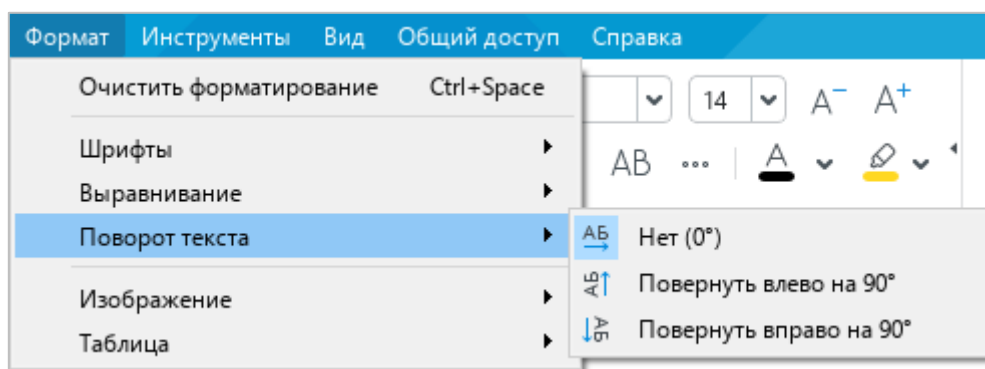 Формат Инструменты Вид Общий доступ Справка
Очистить форматирование Ctrl+Space
14 A⁻ A⁺
Шрифты
AB ... A
Выравнивание
Поворот текста
АБ Нет (0°)
АБ Повернуть влево на 90°
Изображение
АБ Повернуть вправо на 90°
Таблица